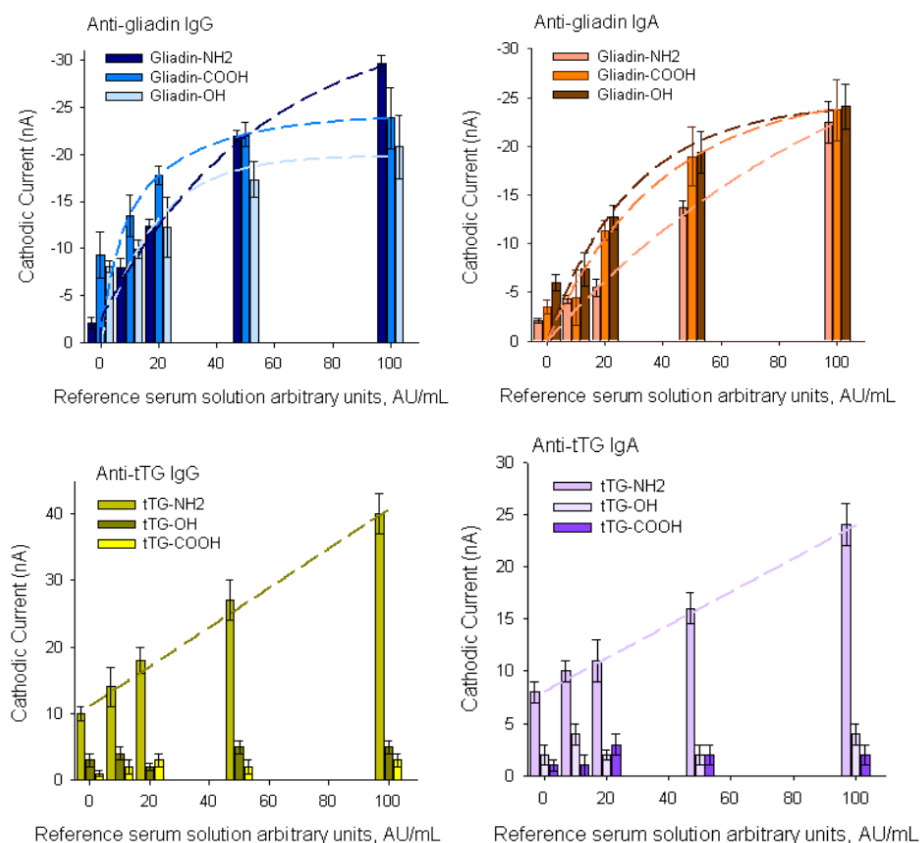 Anti-gliadin IgG
Gliadin-NH2
Gliadin-COOH
Gliadin-OH
-30
-25
-20
-15
-10
-5
0
Cathodic Current (nA)
0 20 40 60 80 100
Reference serum solution arbitrary units, AU/mL
Anti-gliadin IgA
Gliadin-NH2
Gliadin-COOH
Gliadin-OH
-30
-25
-20
-15
-10
-5
0
Cathodic Current (nA)
0 20 40 60 80 100
Reference serum solution arbitrary units, AU/mL
Anti-tTG IgG
tTG-NH2
tTG-OH
tTG-COOH
40
30
20
10
0
Cathodic Current (nA)
0 20 40 60 80 100
Reference serum solution arbitrary units, AU/mL
Anti-tTG IgA
tTG-NH2
tTG-OH
tTG-COOH
30
25
20
15
10
5
0
Cathodic Current (nA)
0 20 40 60 80 100
Reference serum solution arbitrary units, AU/mL